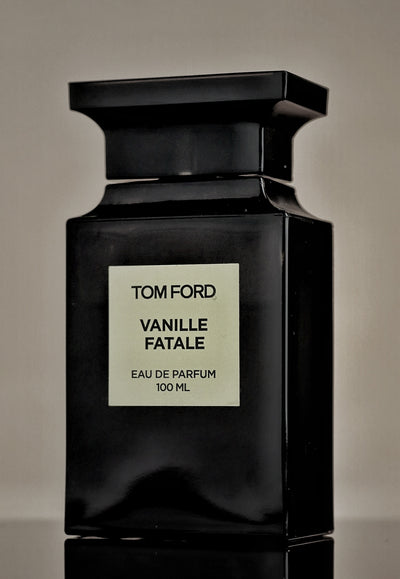 TOM FORD
VANILLE
FATALE
EAU DE PARFUM
100 ML